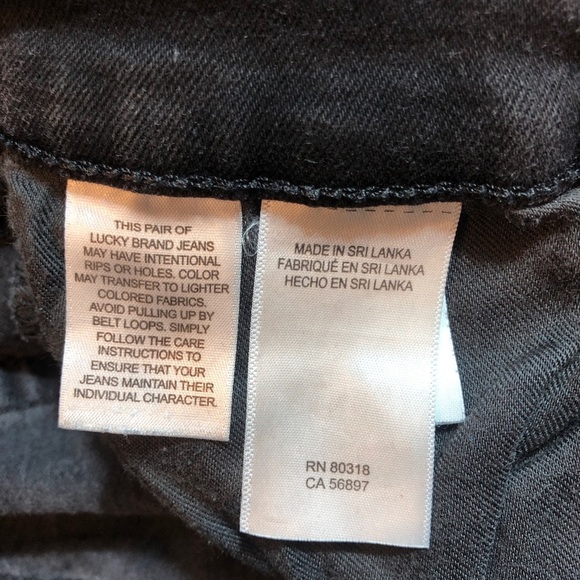 THIS PAIR OF
LUCKY BRAND JEANS
MAY HAVE INTENTIONAL
RIPS OR HOLES. COLOR
MAY TRANSFER TO LIGHTER
COLORED FABRICS.
AVOID PULLING UP BY
BELT LOOPS. SIMPLY
FOLLOW THE CARE
INSTRUCTIONS TO
ENSURE THAT YOUR
JEANS MAINTAIN THEIR
INDIVIDUAL CHARACTER.
MADE IN SRI LANKA
FABRIQUÉ EN SRI LANKA
HECHO EN SRI LANKA
RN 80318
CA 56897